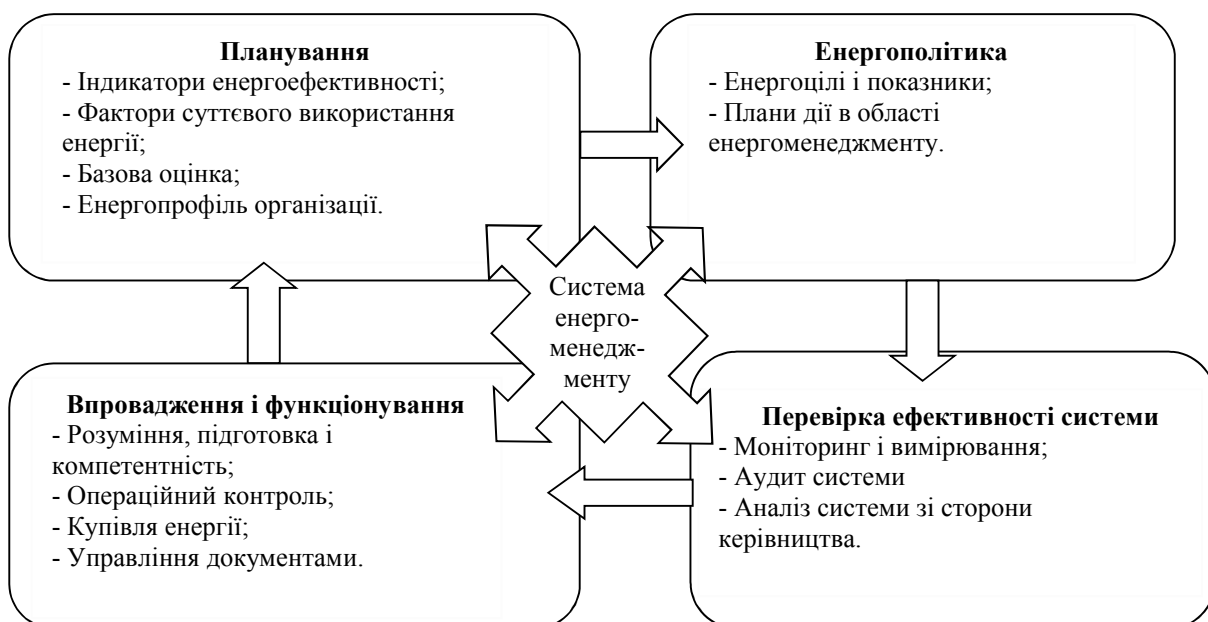 Планування
- Індикатори енергоефективності;
- Фактори суттєвого використання
енергії;
- Базова оцінка;
- Енергопрофіль організації.
Енергополітика
- Енергоцілі і показники;
- Плани дії в області
енергоменеджменту.
Система
енерго-
менедж-
менту
Впровадження і функціонування
- Розуміння, підготовка і
компетентність;
- Операційний контроль;
- Купівля енергії;
- Управління документами.
Перевірка ефективності системи
- Моніторинг і вимірювання;
- Аудит системи
- Аналіз системи зі сторони
керівництва.